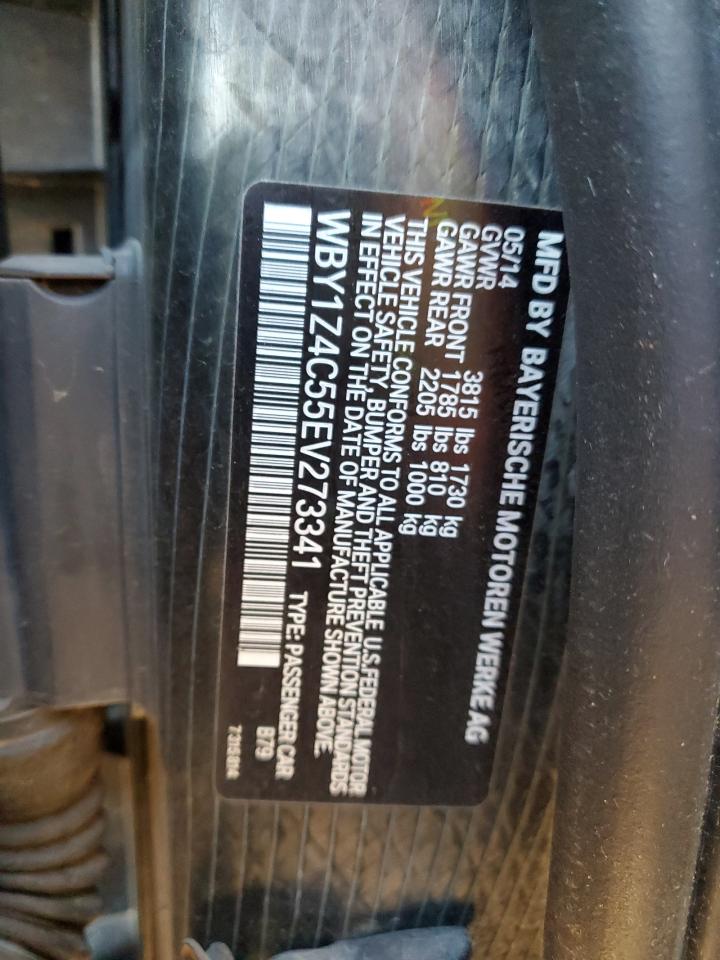 MFD BY BAYERISCHE MOTOREN WERKE AG
05/14
GVWR 3815 lbs 1730 kg
GAWR FRONT 1785 lbs 810 kg
GAWR REAR 2205 lbs 1000 kg
THIS VEHICLE CONFORMS TO ALL APPLICABLE U.S.FEDERAL MOTOR
VEHICLE SAFETY, BUMPER AND THEFT PREVENTION STANDARDS
IN EFFECT ON THE DATE OF MANUFACTURE SHOWN ABOVE.
WBY1Z4C55EV273341 TYPE: PASSENGER CAR
B79